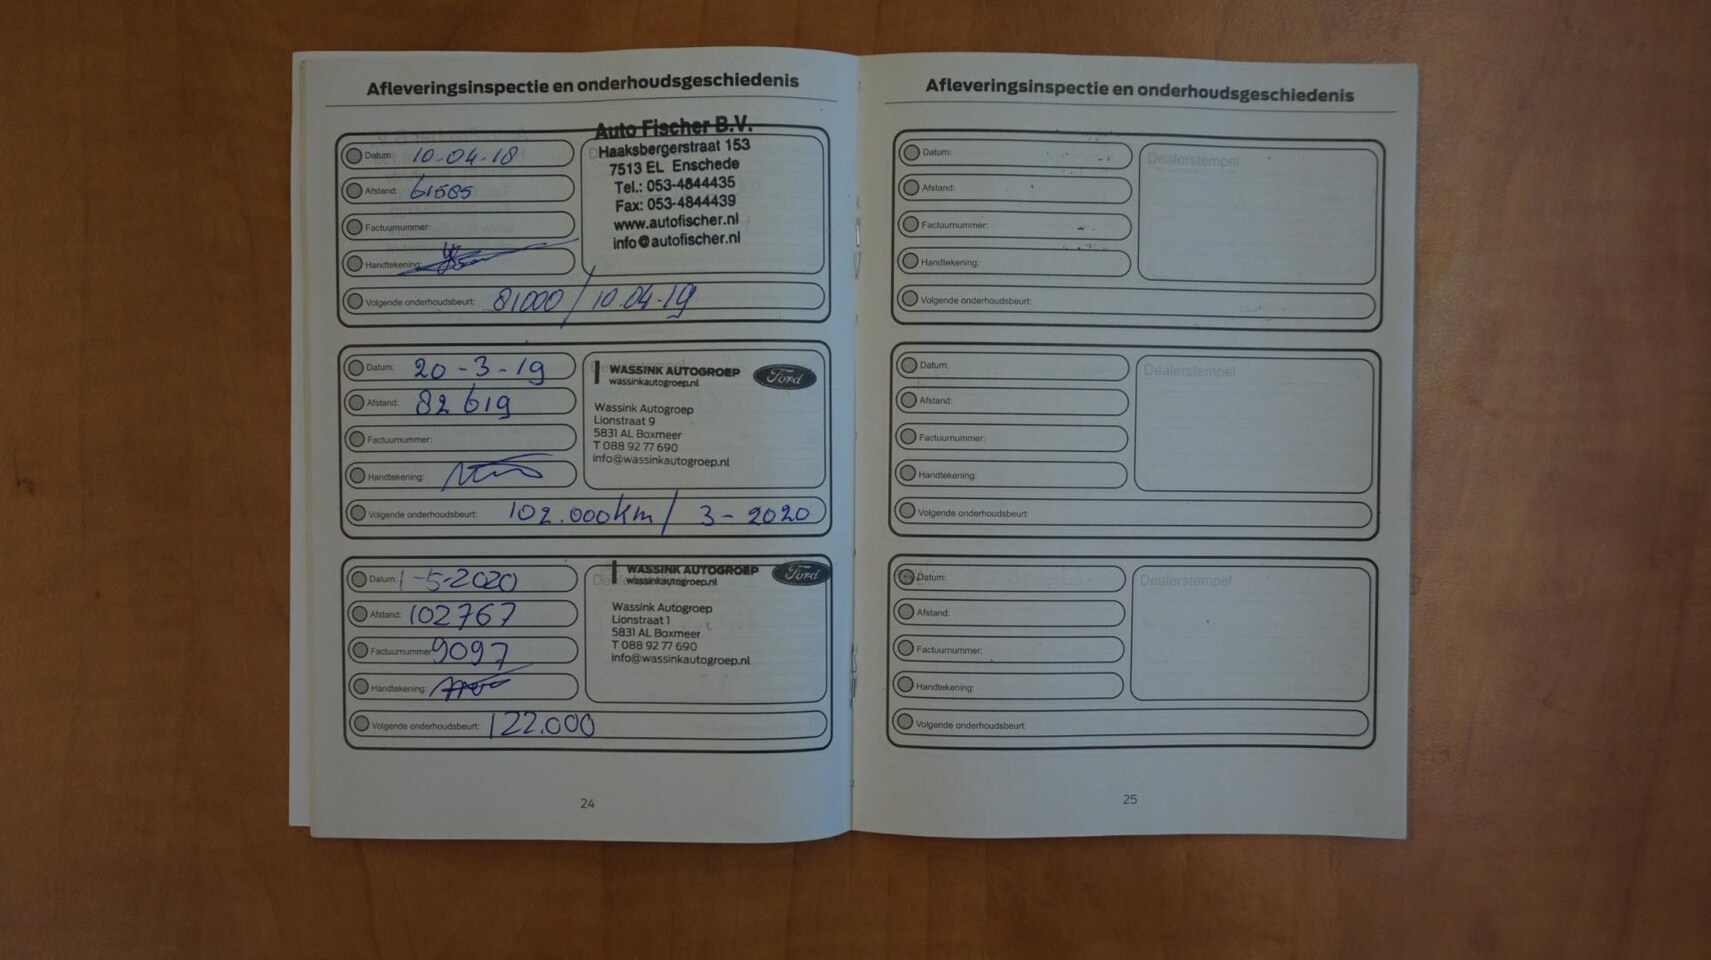 Afleveringsinspectie en onderhoudsgeschiedenis
Datum: 10-04-18
Afstand: 61585
Factuurnummer:
Handtekening:
Auto Fischer B.V.
Haaksbergerstraat 153
7513 EL Enschede
Tel.: 053-4844435
Fax: 053-4844439
www.autofischer.nl
info@autofischer.nl
Volgende onderhoudsbeurt: 81000 / 10-04-19
Datum: 20-3-19
Afstand: 82619
Factuurnummer:
Handtekening:
WASSINK AUTOGROEP
wassinkautogroep.nl
Ford
Wassink Autogroep
Lionstraat 9
5831 AL Boxmeer
T 088 92 77 690
info@wassinkautogroep.nl
Volgende onderhoudsbeurt: 102.000km / 3-2020
Datum: 1-5-2020
Afstand: 102767
Factuurnummer: 9097
Handtekening:
WASSINK AUTOGROEP
wassinkautogroep.nl
Ford
Wassink Autogroep
Lionstraat 1
5831 AL Boxmeer
T 088 92 77 690
info@wassinkautogroep.nl
Volgende onderhoudsbeurt: 122.000
24
Afleveringsinspectie en onderhoudsgeschiedenis
Datum:
Afstand:
Factuurnummer:
Handtekening:
Dealerstempel
Volgende onderhoudsbeurt:
Datum:
Afstand:
Factuurnummer:
Handtekening:
Dealerstempel
Volgende onderhoudsbeurt:
Datum:
Afstand:
Factuurnummer:
Handtekening:
Dealerstempel
Volgende onderhoudsbeurt:
25